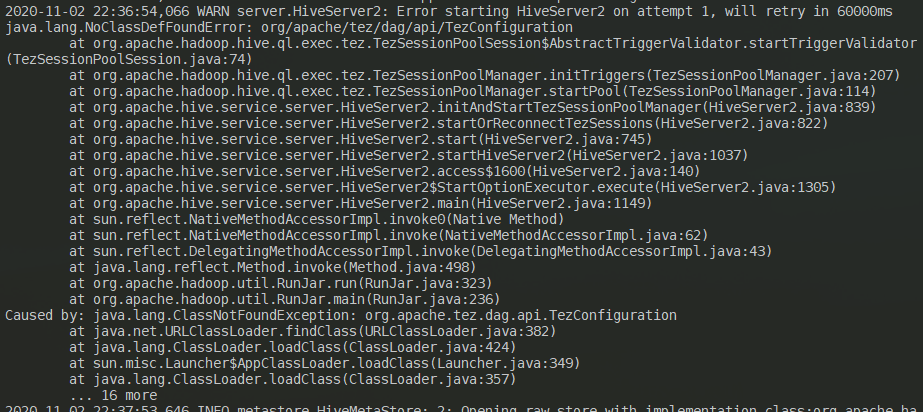 2020-11-02 22:36:54,066 WARN server.HiveServer2: Error starting HiveServer2 on attempt 1, will retry in 60000ms
java.lang.NoClassDefFoundError: org/apache/tez/dag/api/TezConfiguration
at org.apache.hadoop.hive.ql.exec.tez.TezSessionPoolSession$AbstractTriggerValidator.startTriggerValidator
(TezSessionPoolSession.java:74)
at org.apache.hadoop.hive.ql.exec.tez.TezSessionPoolManager.initTriggers(TezSessionPoolManager.java:207)
at org.apache.hadoop.hive.ql.exec.tez.TezSessionPoolManager.startPool(TezSessionPoolManager.java:114)
at org.apache.hive.service.server.HiveServer2.initAndStartTezSessionPoolManager(HiveServer2.java:839)
at org.apache.hive.service.server.HiveServer2.startOrReconnectTezSessions(HiveServer2.java:822)
at org.apache.hive.service.server.HiveServer2.start(HiveServer2.java:745)
at org.apache.hive.service.server.HiveServer2.startHiveServer2(HiveServer2.java:1037)
at org.apache.hive.service.server.HiveServer2.access$1600(HiveServer2.java:140)
at org.apache.hive.service.server.HiveServer2$StartOptionExecutor.execute(HiveServer2.java:1305)
at org.apache.hive.service.server.HiveServer2.main(HiveServer2.java:1149)
at sun.reflect.NativeMethodAccessorImpl.invoke0(Native Method)
at sun.reflect.NativeMethodAccessorImpl.invoke(NativeMethodAccessorImpl.java:62)
at sun.reflect.DelegatingMethodAccessorImpl.invoke(DelegatingMethodAccessorImpl.java:43)
at java.lang.reflect.Method.invoke(Method.java:498)
at org.apache.hadoop.util.RunJar.run(RunJar.java:323)
at org.apache.hadoop.util.RunJar.main(RunJar.java:236)
Caused by: java.lang.ClassNotFoundException: org.apache.tez.dag.api.TezConfiguration
at java.net.URLClassLoader.findClass(URLClassLoader.java:382)
at java.lang.ClassLoader.loadClass(ClassLoader.java:424)
at sun.misc.Launcher$AppClassLoader.loadClass(Launcher.java:349)
at java.lang.ClassLoader.loadClass(ClassLoader.java:357)
... 16 more
2020-11-02 22:37:53,646 INFO metastore.HiveMetaStore: 2: Opening raw store with implementation class:org.apache.ha